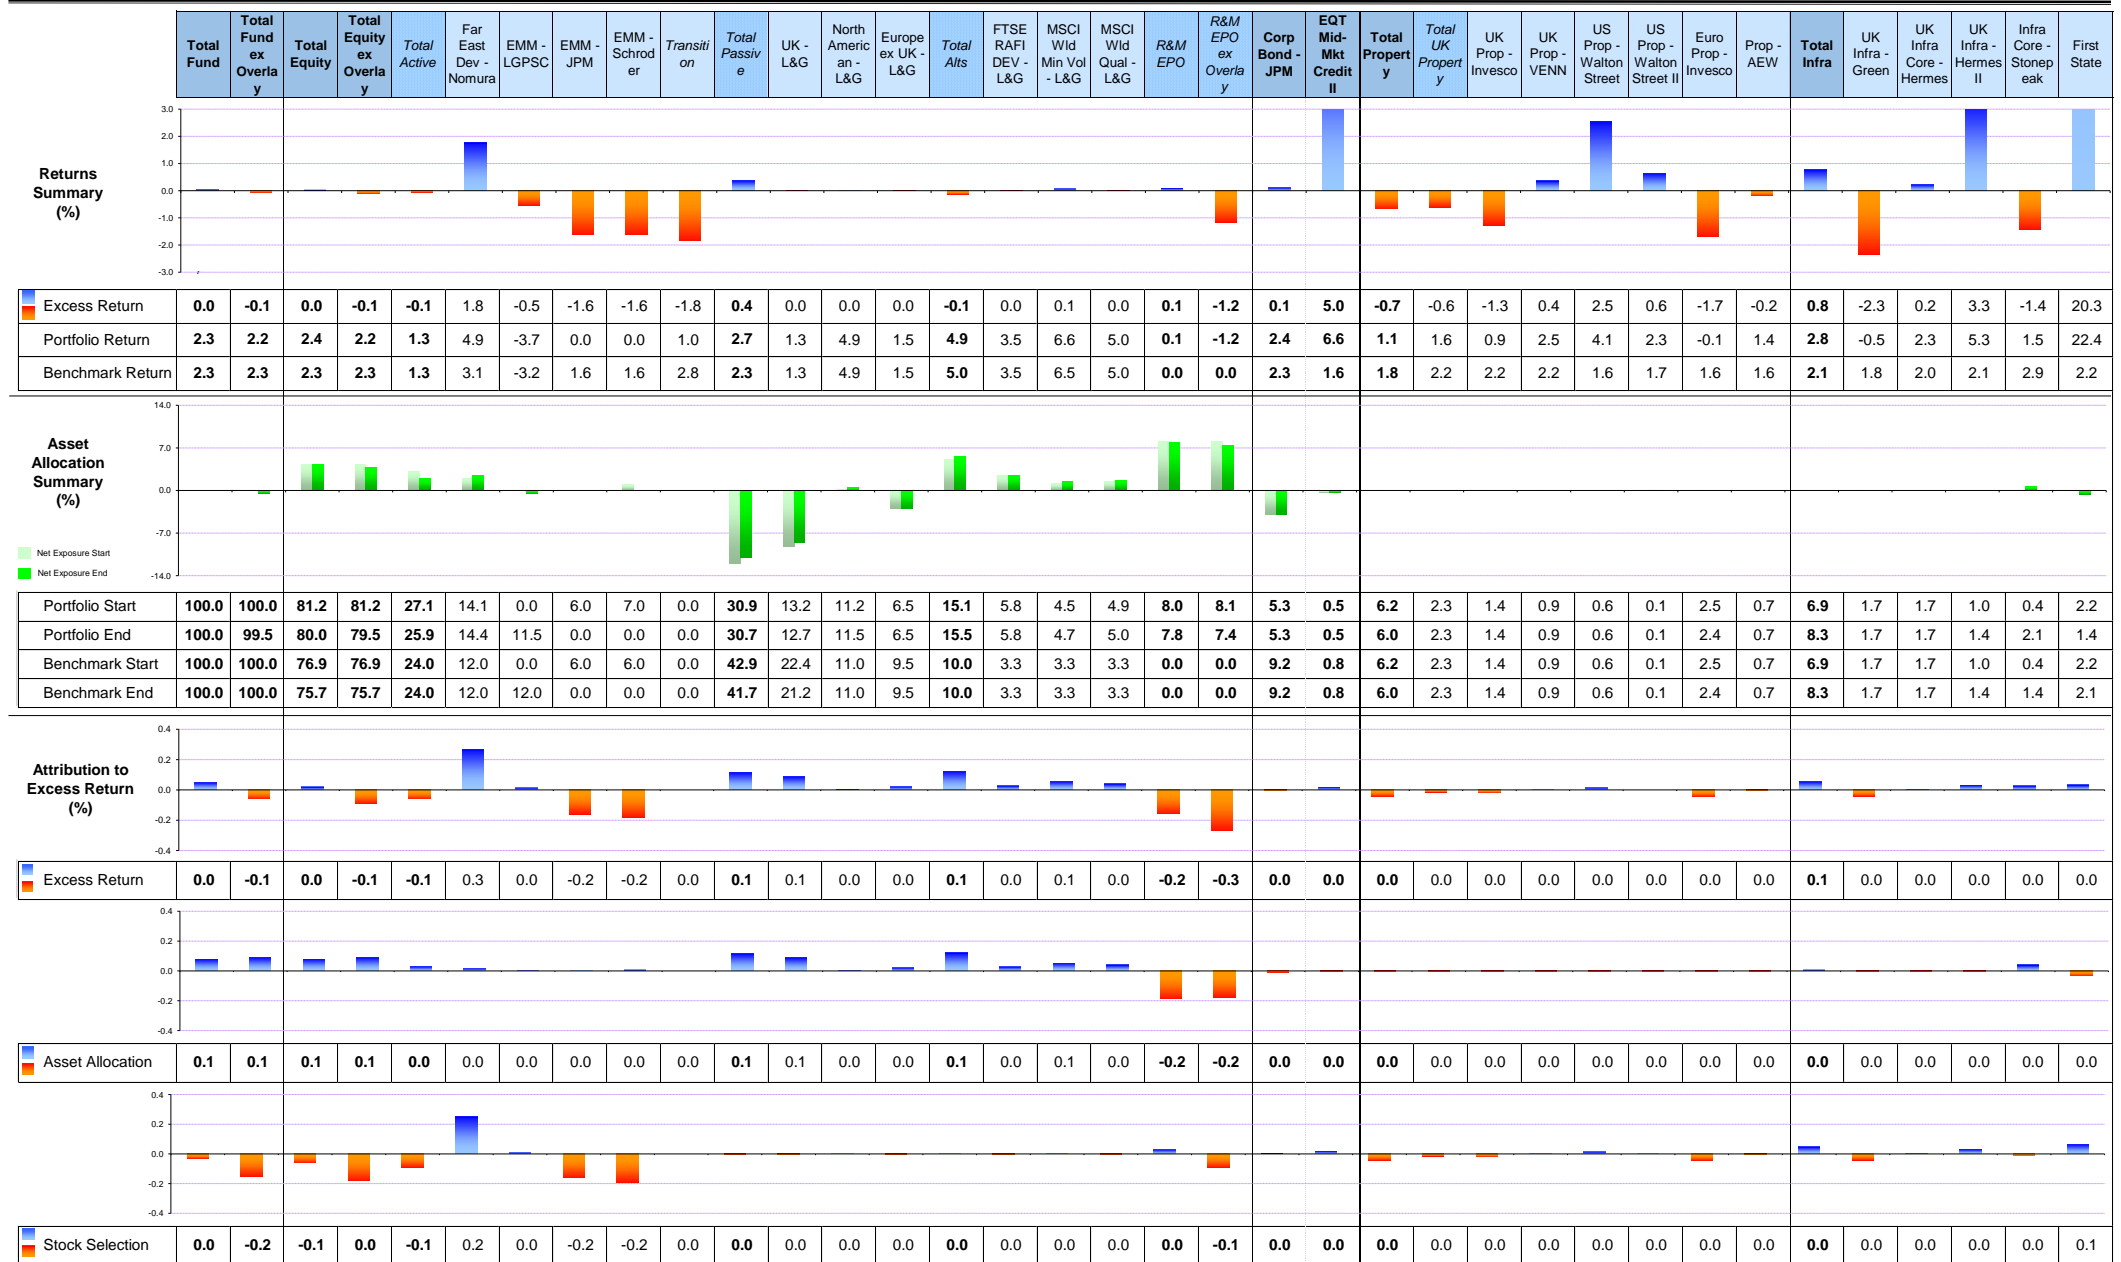 Total Fund | Total Fund ex Overla y | Total Equity | Total Equity ex Overla y | Total Active | Far East Dev - Nomura | EMM - LGPSC | EMM - JPM | EMM - Schrod er | Transiti on | Total Passiv e | UK - L&G | North Americ an - L&G | Europe ex UK - L&G | Total Alts | FTSE RAFI DEV - L&G | MSCI Wld Min Vol - L&G | MSCI Wld Qual - L&G | R&M EPO | R&M EPO ex Overla y | Corp Bond - JPM | EQT Mid- Mkt Credit II | Total Propert y | Total UK Propert y | UK Prop - Invesco | UK Prop - VENN | US Prop - Walton Street | US Prop - Walton Street II | Euro Prop - Invesco | Prop - AEW | Total Infra | UK Infra - Green | UK Infra Core - Hermes | UK Infra - Hermes II | Infra Core - Stonep eak | First State
Returns Summary (%)
3.0
2.0
1.0
0.0
-1.0
-2.0
-3.0
Excess Return 0.0 -0.1 0.0 -0.1 -0.1 1.8 -0.5 -1.6 -1.6 -1.8 0.4 0.0 0.0 0.0 -0.1 0.0 0.1 0.0 0.1 -1.2 0.1 5.0 -0.7 -0.6 -1.3 0.4 2.5 0.6 -1.7 -0.2 0.8 -2.3 0.2 3.3 -1.4 20.3
Portfolio Return 2.3 2.2 2.4 2.2 1.3 4.9 -3.7 0.0 0.0 1.0 2.7 1.3 4.9 1.5 4.9 3.5 6.6 5.0 0.1 -1.2 2.4 6.6 1.1 1.6 0.9 2.5 4.1 2.3 -0.1 1.4 2.8 -0.5 2.3 5.3 1.5 22.4
Benchmark Return 2.3 2.3 2.3 2.3 1.3 3.1 -3.2 1.6 1.6 2.8 2.3 1.3 4.9 1.5 5.0 3.5 6.5 5.0 0.0 0.0 2.3 1.6 1.8 2.2 2.2 2.2 1.6 1.7 1.6 1.6 2.1 1.8 2.0 2.1 2.9 2.2
Asset Allocation Summary (%)
14.0
7.0
0.0
-7.0
-14.0
Net Exposure Start
Net Exposure End
Portfolio Start 100.0 100.0 81.2 81.2 27.1 14.1 0.0 6.0 7.0 0.0 30.9 13.2 11.2 6.5 15.1 5.8 4.5 4.9 8.0 8.1 5.3 0.5 6.2 2.3 1.4 0.9 0.6 0.1 2.5 0.7 6.9 1.7 1.7 1.0 0.4 2.2
Portfolio End 100.0 99.5 80.0 79.5 25.9 14.4 11.5 0.0 0.0 0.0 30.7 12.7 11.5 6.5 15.5 5.8 4.7 5.0 7.8 7.4 5.3 0.5 6.0 2.3 1.4 0.9 0.6 0.1 2.4 0.7 8.3 1.7 1.7 1.4 2.1 1.4
Benchmark Start 100.0 100.0 76.9 76.9 24.0 12.0 0.0 6.0 6.0 0.0 42.9 22.4 11.0 9.5 10.0 3.3 3.3 3.3 0.0 0.0 9.2 0.8 6.2 2.3 1.4 0.9 0.6 0.1 2.5 0.7 6.9 1.7 1.7 1.0 0.4 2.2
Benchmark End 100.0 100.0 75.7 75.7 24.0 12.0 12.0 0.0 0.0 0.0 41.7 21.2 11.0 9.5 10.0 3.3 3.3 3.3 0.0 0.0 9.2 0.8 6.0 2.3 1.4 0.9 0.6 0.1 2.4 0.7 8.3 1.7 1.7 1.4 1.4 2.1
Attribution to Excess Return (%)
0.4
0.2
0.0
-0.2
-0.4
Excess Return 0.0 -0.1 0.0 -0.1 -0.1 0.3 0.0 -0.2 -0.2 0.0 0.1 0.1 0.0 0.0 0.1 0.0 0.1 0.0 -0.2 -0.3 0.0 0.0 0.0 0.0 0.0 0.0 0.0 0.0 0.0 0.0 0.1 0.0 0.0 0.0 0.0 0.0
0.4
0.2
0.0
-0.2
-0.4
Asset Allocation 0.1 0.1 0.1 0.1 0.0 0.0 0.0 0.0 0.0 0.0 0.1 0.1 0.0 0.0 0.1 0.0 0.1 0.0 -0.2 -0.2 0.0 0.0 0.0 0.0 0.0 0.0 0.0 0.0 0.0 0.0 0.0 0.0 0.0 0.0 0.0 0.0
0.4
0.2
0.0
-0.2
-0.4
Stock Selection 0.0 -0.2 -0.1 0.0 -0.1 0.2 0.0 -0.2 -0.2 0.0 0.0 0.0 0.0 0.0 0.0 0.0 0.0 0.0 0.0 -0.1 0.0 0.0 0.0 0.0 0.0 0.0 0.0 0.0 0.0 0.0 0.0 0.0 0.0 0.0 0.0 0.1